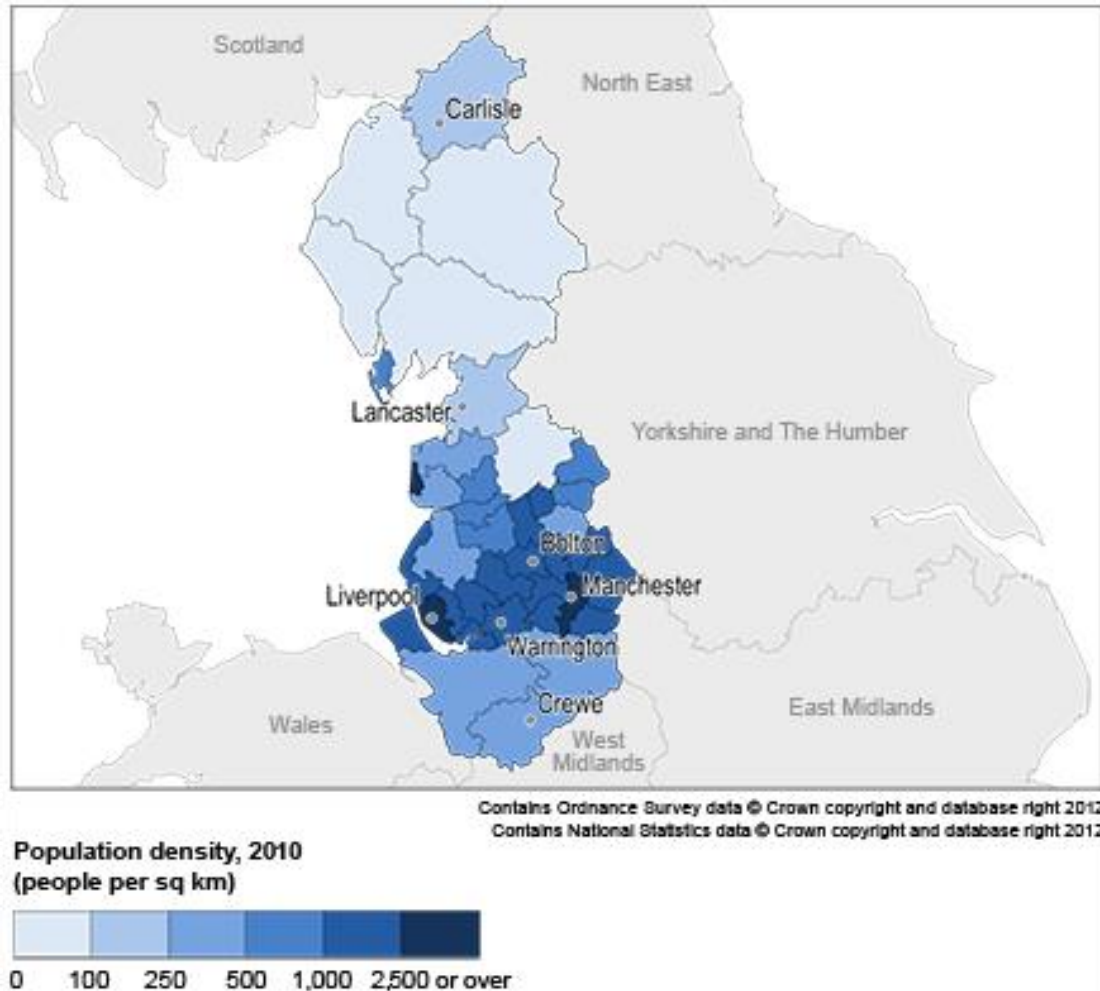 Scotland
North East
Carlisle
Lancaster
Yorkshire and The Humber
Bolton
Manchester
Liverpool
Warrington
Crewe
East Midlands
Wales
West
Midlands
Contains Ordnance Survey data © Crown copyright and database right 2012
Contains National Statistics data © Crown copyright and database right 2012
Population density, 2010
(people per sq km)
0 100 250 500 1,000 2,500 or over